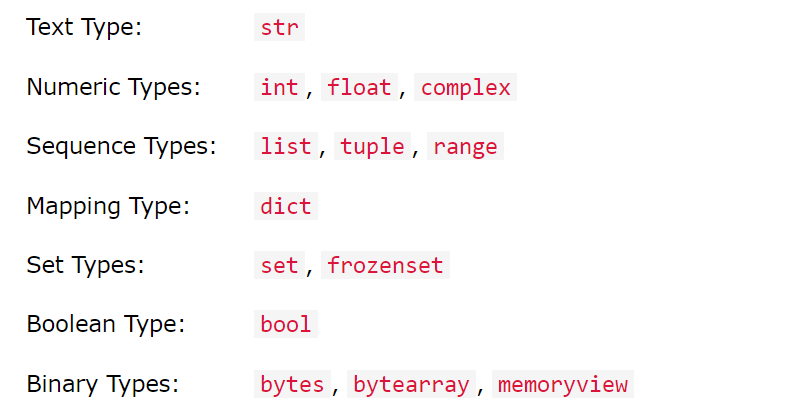 Text Type: str
Numeric Types: int, float, complex
Sequence Types: list, tuple, range
Mapping Type: dict
Set Types: set, frozenset
Boolean Type: bool
Binary Types: bytes, bytearray, memoryview